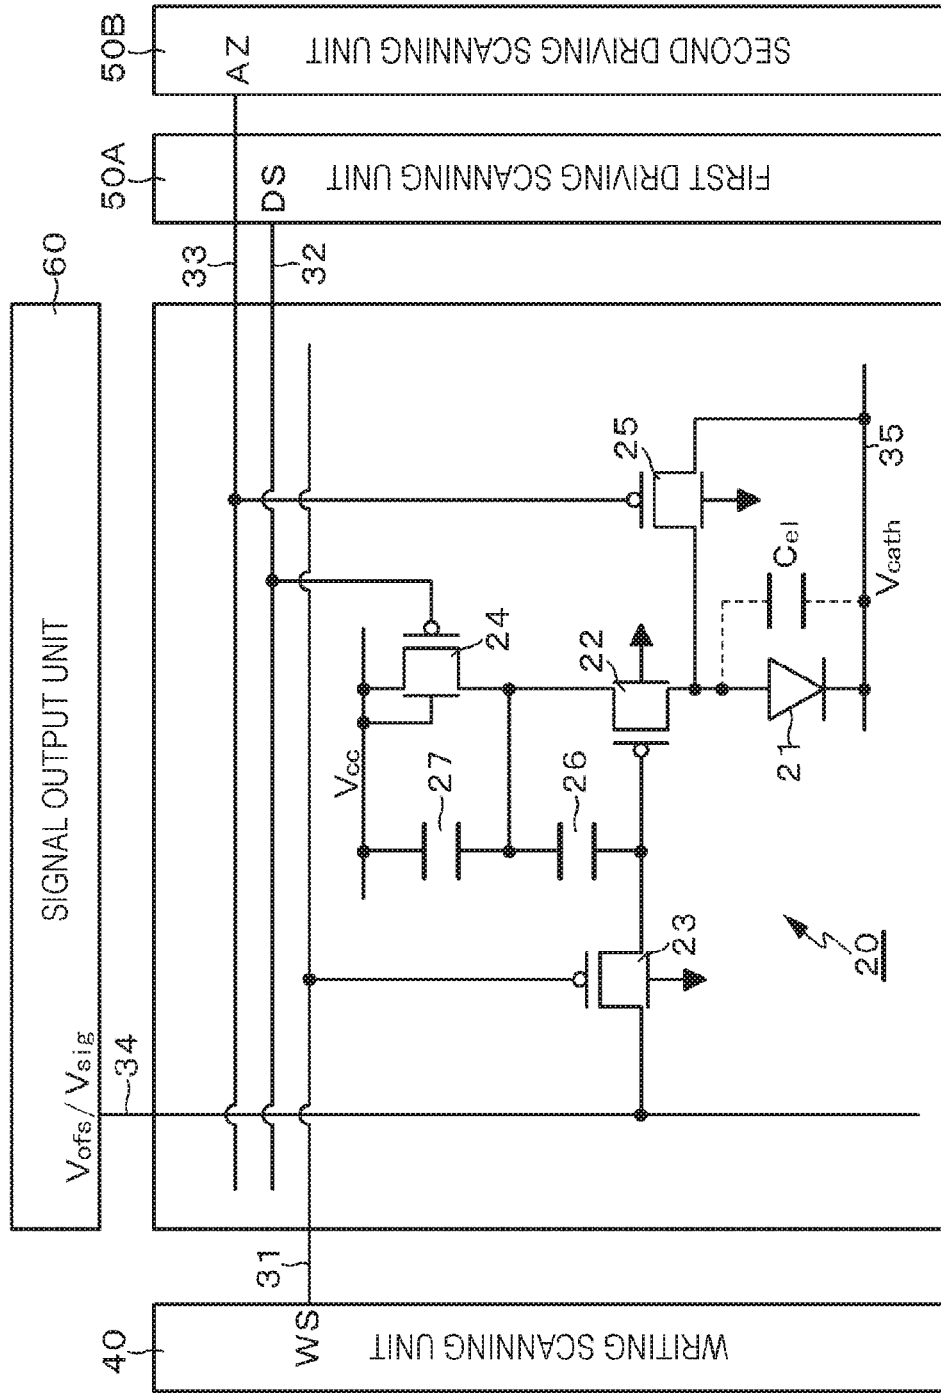 60
SIGNAL OUTPUT UNIT
Vofs/Vsig
34
40
WRITING SCANNING UNIT
WS
31
33
32
50A
DS
FIRST DRIVING SCANNING UNIT
50B
AZ
SECOND DRIVING SCANNING UNIT
Vcc
27
24
26
22
25
23
21
Cel
Vcath
35
20